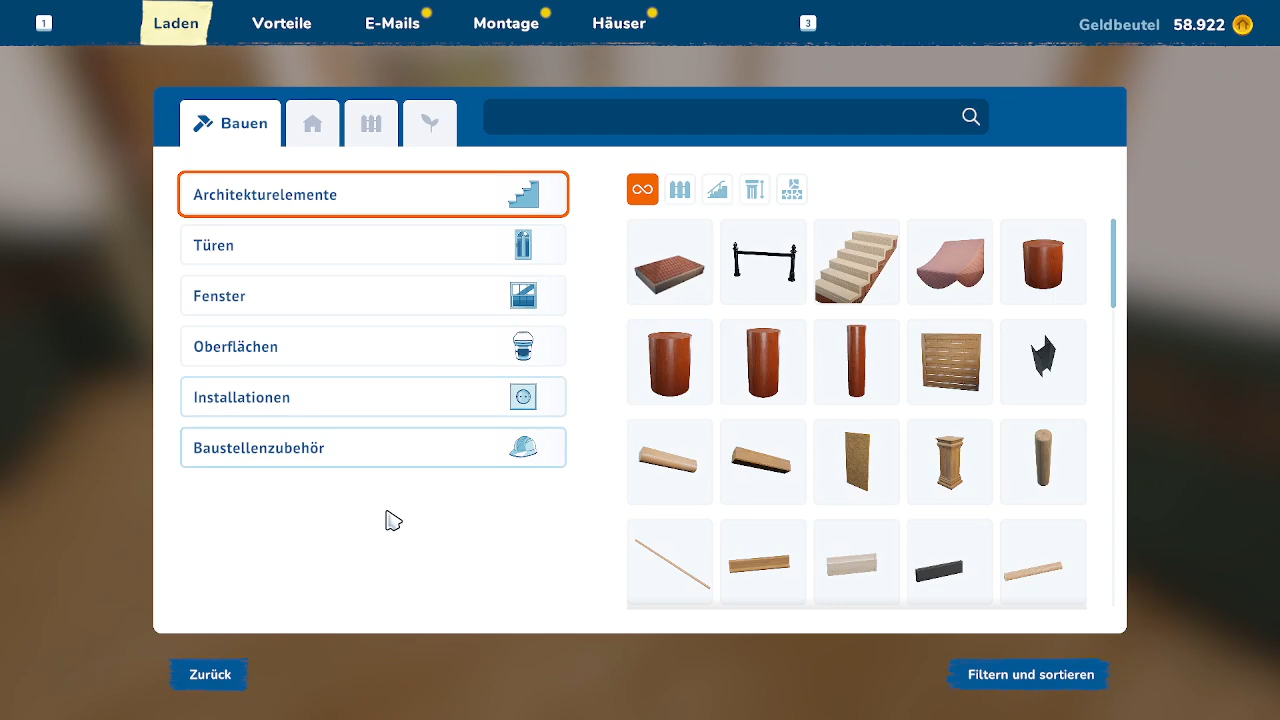 1
Laden
Vorteile
E-Mails
Montage
Häuser
3
Geldbeutel 58.922
Bauen
Architekturelemente
Türen
Fenster
Oberflächen
Installationen
Baustellenzubehör
Zurück
Filtern und sortieren